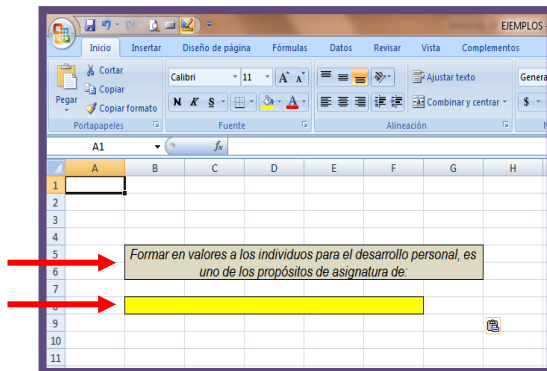 EJEMPLOS -
Inicio Insertar Diseño de página Fórmulas Datos Revisar Vista Complementos
Pegar
Cortar
Copiar
Copiar formato
Portapapeles
Calibri 11 A A
N K S A
Fuente
Ajustar texto
Combinar y centrar
Alineación
Genera
$
A1 fx
A B C D E F G H
1
2
3
4
5
6
7
8
9
10
11
Formar en valores a los individuos para el desarrollo personal, es
uno de los propósitos de asignatura de: